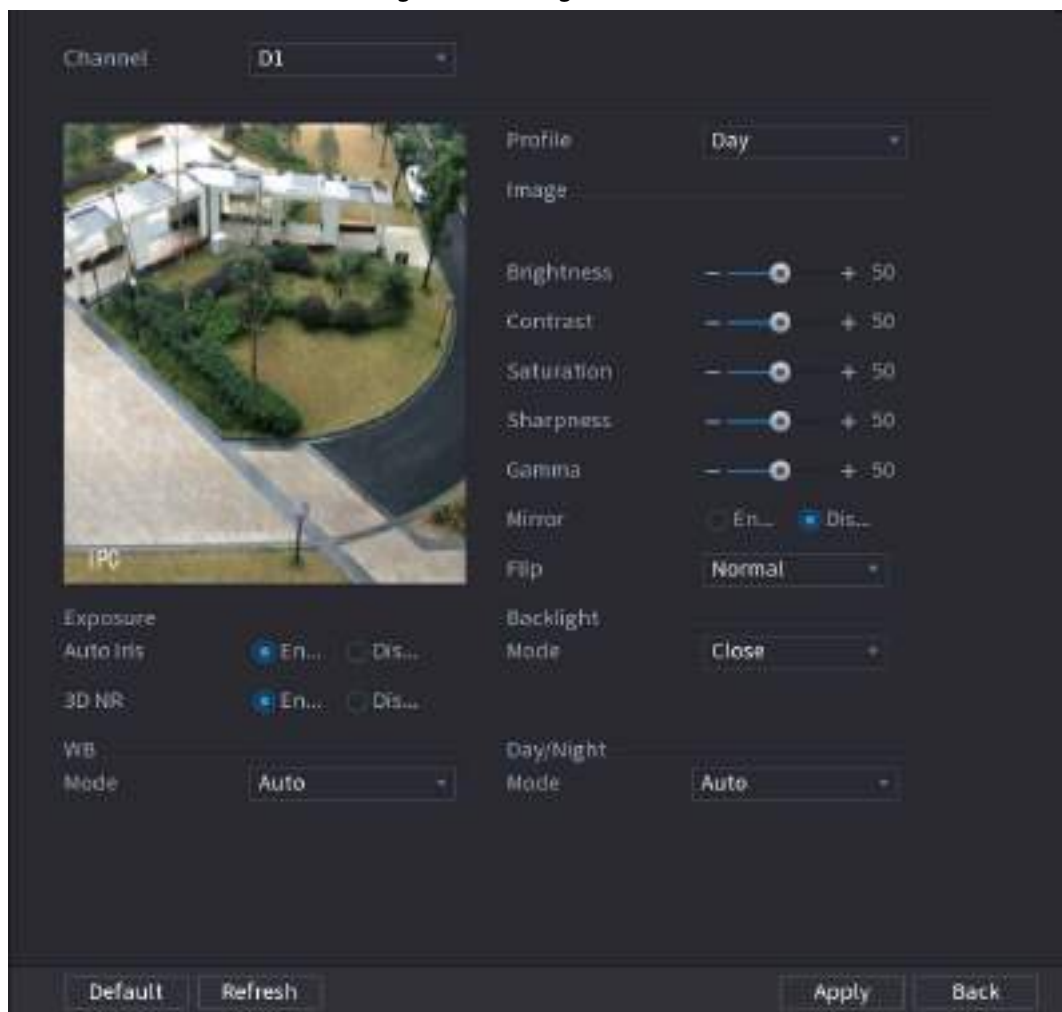 Channel D1
Profile Day
Image
Brightness - + 50
Contrast - + 50
Saturation - + 50
Sharpness - + 50
Gamma - + 50
Mirror En... Dis...
IPC
Flip Normal
Exposure
Auto Iris En... Dis...
3D NR En... Dis...
Backlight
Mode Close
WB
Mode Auto
Day/Night
Mode Auto
Default Refresh Apply Back